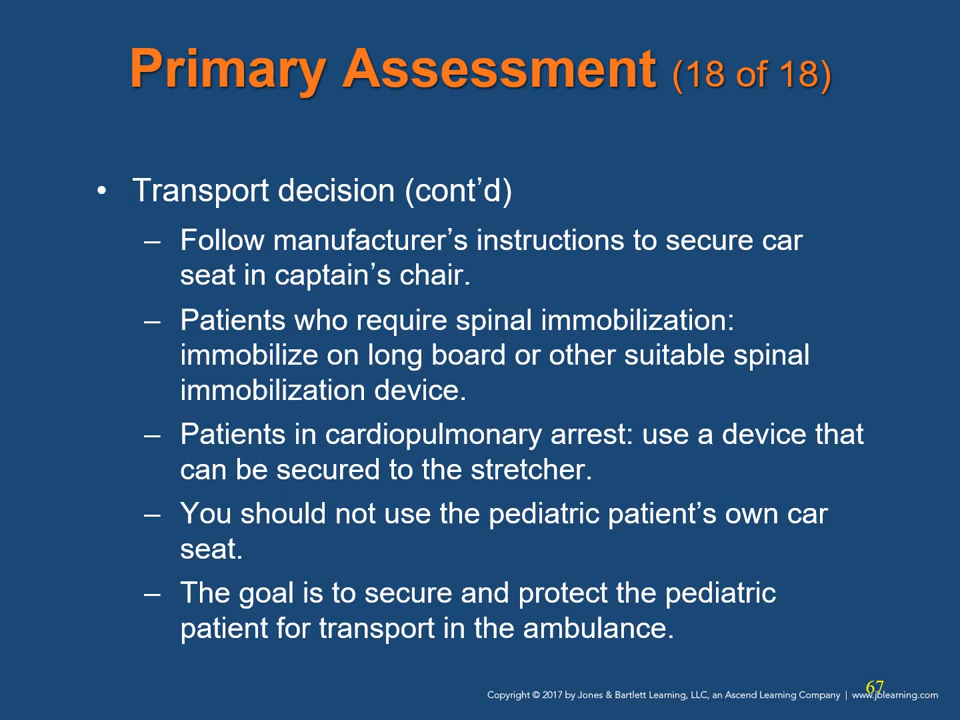 Primary Assessment (18 of 18)
• Transport decision (cont’d)
– Follow manufacturer’s instructions to secure car
seat in captain’s chair.
– Patients who require spinal immobilization:
immobilize on long board or other suitable spinal
immobilization device.
– Patients in cardiopulmonary arrest: use a device that
can be secured to the stretcher.
– You should not use the pediatric patient’s own car
seat.
– The goal is to secure and protect the pediatric
patient for transport in the ambulance.
67
Copyright © 2017 by Jones & Bartlett Learning, LLC, an Ascend Learning Company | www.jblearning.com